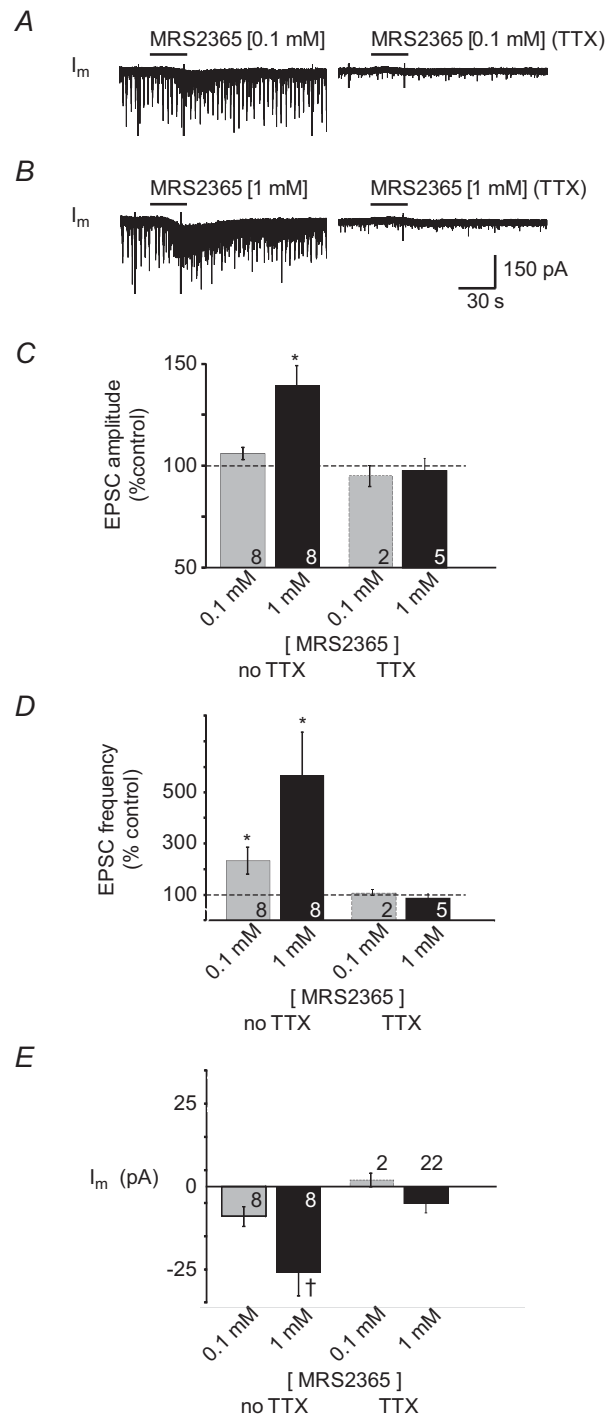 A
MRS2365 [0.1 mM] MRS2365 [0.1 mM] (TTX)
Im
B
MRS2365 [1 mM] MRS2365 [1 mM] (TTX)
Im
150 pA
30 s
C
EPSC amplitude
(%control)
150
100
50
*
8 8 2 5
0.1 mM 1 mM 0.1 mM 1 mM
[ MRS2365 ]
no TTX TTX
D
EPSC frequency
(% control)
500
300
100
* *
8 8 2 5
0.1 mM 1 mM 0.1 mM 1 mM
[ MRS2365 ]
no TTX TTX
E
Im (pA)
25
0
-25
8 8 2 22
†
0.1 mM 1 mM 0.1 mM 1 mM
[ MRS2365 ]
no TTX TTX